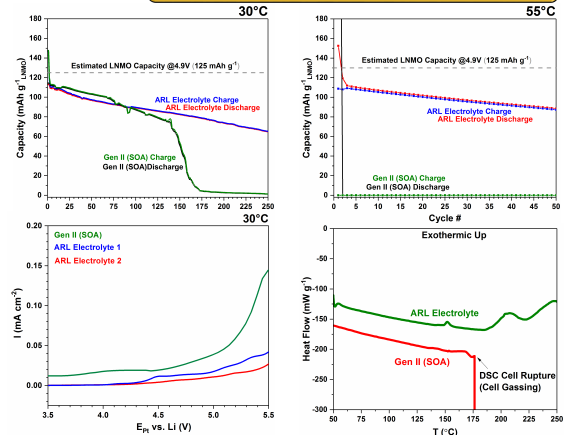 30°C
180
160
140
120
100
80
60
40
20
0
Capacity (mAh g⁻¹LNMO)
Estimated LNMO Capacity @4.9V (125 mAh g⁻¹)
ARL Electrolyte Charge
ARL Electrolyte Discharge
Gen II (SOA) Charge
Gen II (SOA)Discharge
0 25 50 75 100 125 150 175 200 225 250
55°C
180
160
140
120
100
80
60
40
20
0
Capacity (mAh g⁻¹LNMO)
Estimated LNMO Capacity @4.9V (125 mAh g⁻¹)
ARL Electrolyte Charge
ARL Electrolyte Discharge
Gen II (SOA) Charge
Gen II (SOA) Discharge
0 5 10 15 20 25 30 35 40 45 50
Cycle #
30°C
0.20
0.15
0.10
0.05
0.00
I (mA cm⁻²)
Gen II (SOA)
ARL Electrolyte 1
ARL Electrolyte 2
3.5 4.0 4.5 5.0 5.5
EPt vs. Li (V)
0
-50
-100
-150
-200
-250
-300
Heat Flow (mW g⁻¹)
Exothermic Up
ARL Electrolyte
Gen II (SOA)
DSC Cell Rupture
(Cell Gassing)
50 75 100 125 150 175 200 225 250
T (°C)